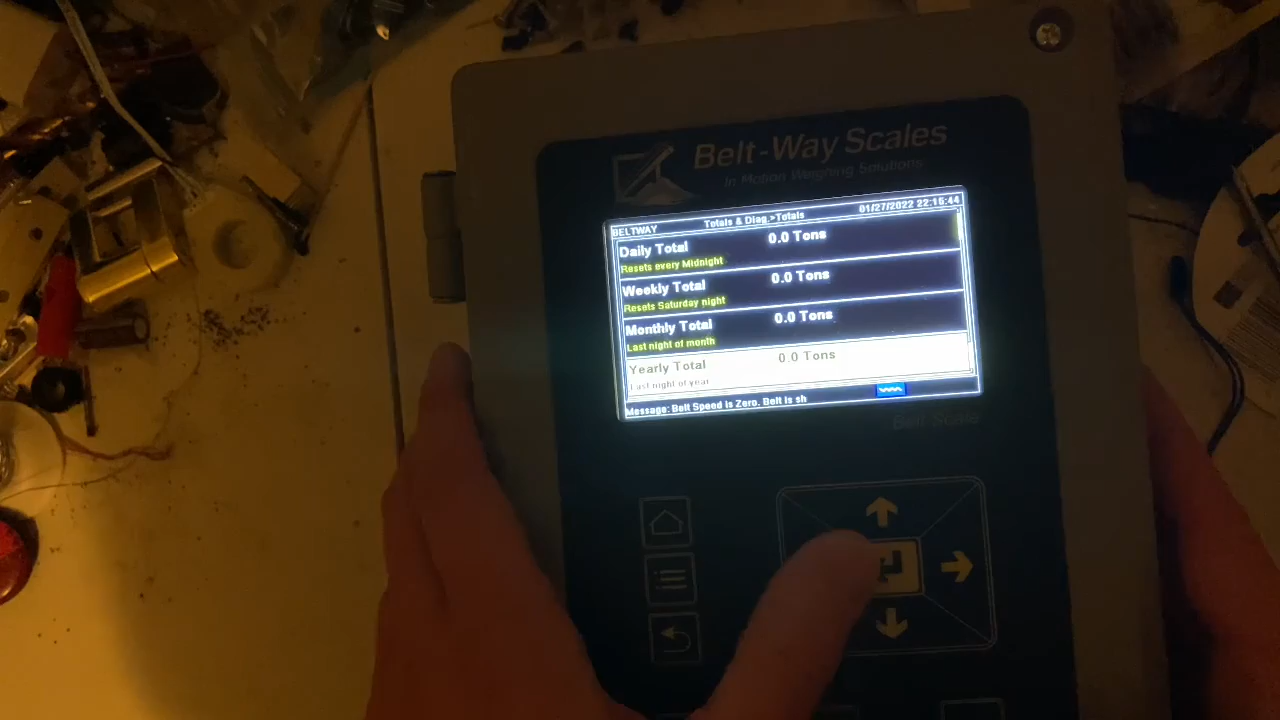 Belt-Way Scales
In Motion Weighing Solutions
BELTWAY Totals & Diag.>Totals 01/27/2022 22:15:44
Daily Total 0.0 Tons
Resets every Midnight
Weekly Total 0.0 Tons
Resets Saturday night
Monthly Total 0.0 Tons
Last night of month
Yearly Total 0.0 Tons
Last night of year
Message: Belt Speed is Zero. Belt is sh
Belt Scale